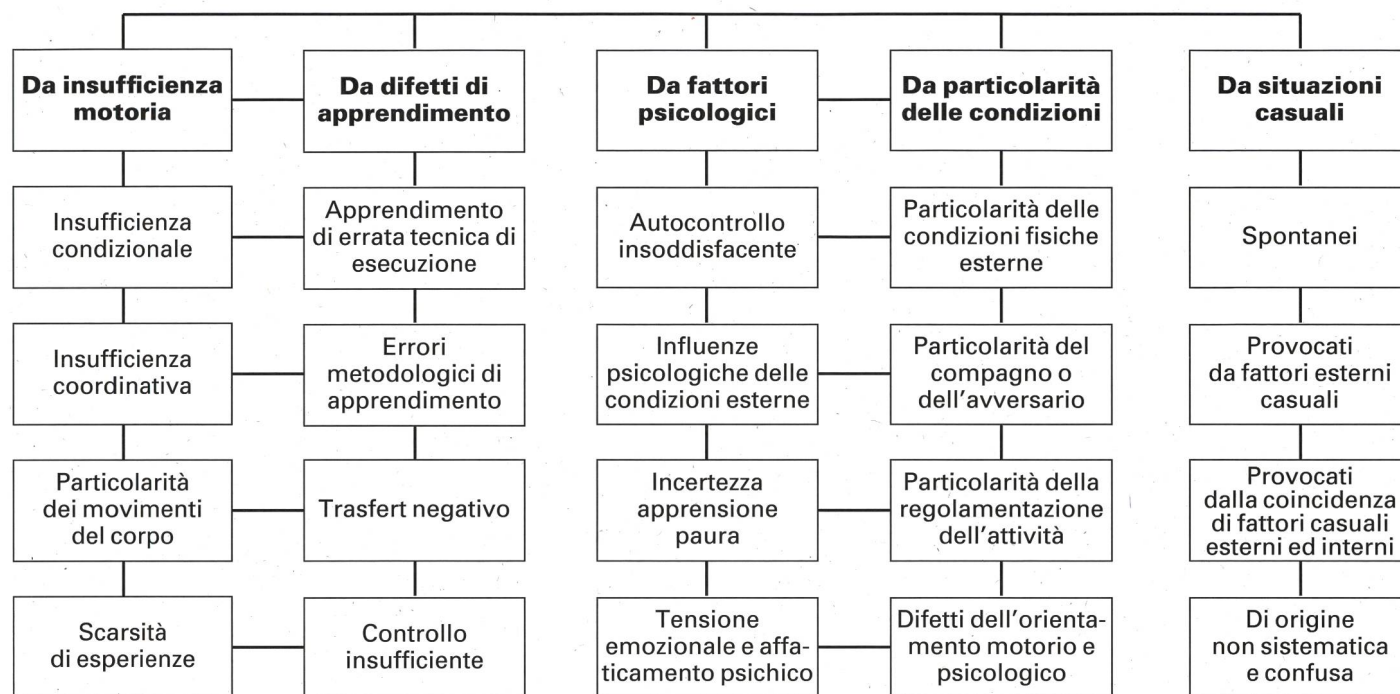 Da insufficienza
motoria
Da difetti di
apprendimento
Da fattori
psicologici
Da particolarità
delle condizioni
Da situazioni
casuali
Insufficienza
condizionale
Apprendimento
di errata tecnica di
esecuzione
Autocontrollo
insoddisfacente
Particolarità delle
condizioni fisiche
esterne
Spontanei
Insufficienza
coordinativa
Errori
metodologici di
apprendimento
Influenze
psicologiche delle
condizioni esterne
Particolarità del
compagno o
dell'avversario
Provocati
da fattori esterni
casuali
Particolarità
dei movimenti
del corpo
Trasfert negativo
Incertezza
apprensione
paura
Particolarità della
regolamentazione
dell'attività
Provocati
dalla coincidenza
di fattori casuali
esterni ed interni
Scarsità
di esperienze
Controllo
insufficiente
Tensione
emozionale e affa-
ticamento psichico
Difetti dell'orienta-
mento motorio e
psicologico
Di origine
non sistematica
e confusa